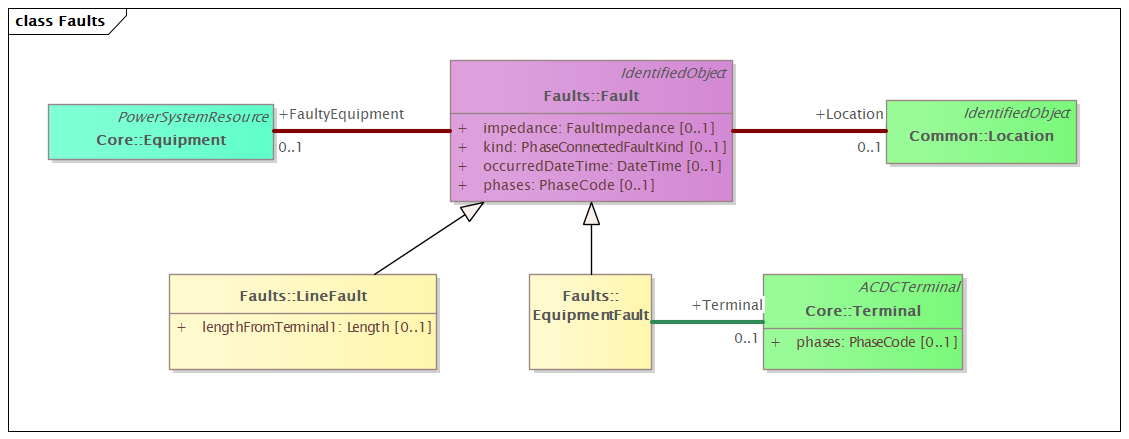 class Faults
IdentifiedObject
Faults::Fault
+ impedance: FaultImpedance [0..1]
+ kind: PhaseConnectedFaultKind [0..1]
+ occurredDateTime: DateTime [0..1]
+ phases: PhaseCode [0..1]
PowerSystemResource
Core::Equipment
+FaultyEquipment
0..1
+Location
0..1
IdentifiedObject
Common::Location
Faults::LineFault
+ lengthFromTerminal1: Length [0..1]
Faults::
EquipmentFault
+Terminal
0..1
ACDCTerminal
Core::Terminal
+ phases: PhaseCode [0..1]